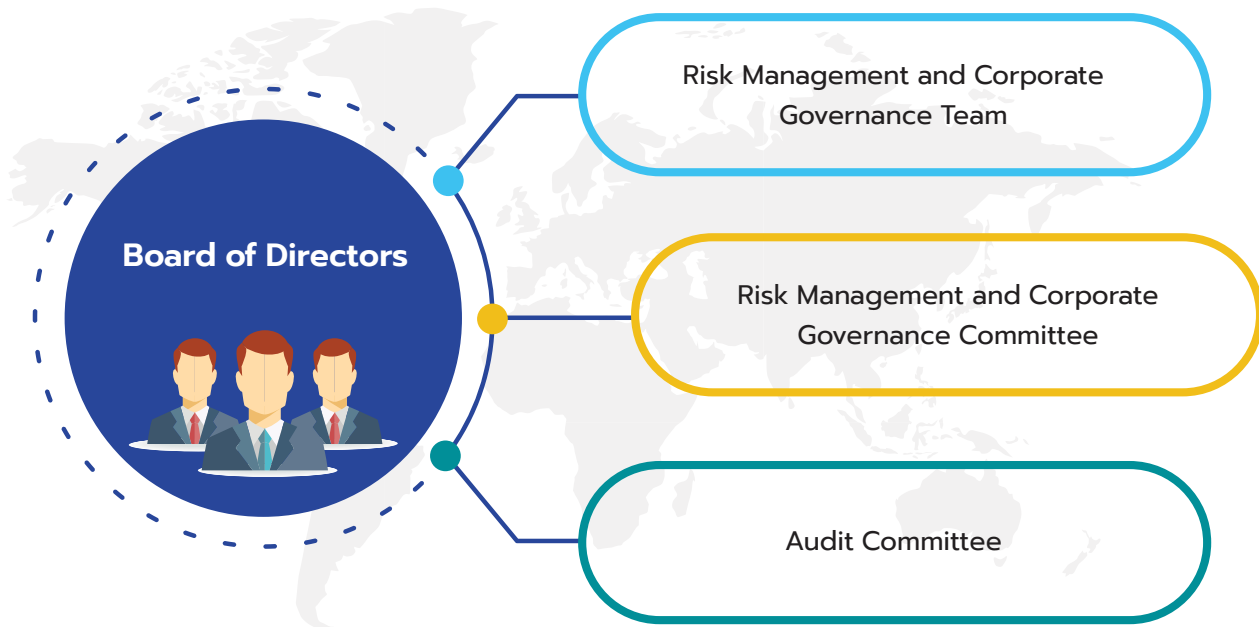 Board of Directors
Risk Management and Corporate
Governance Team
Risk Management and Corporate
Governance Committee
Audit Committee